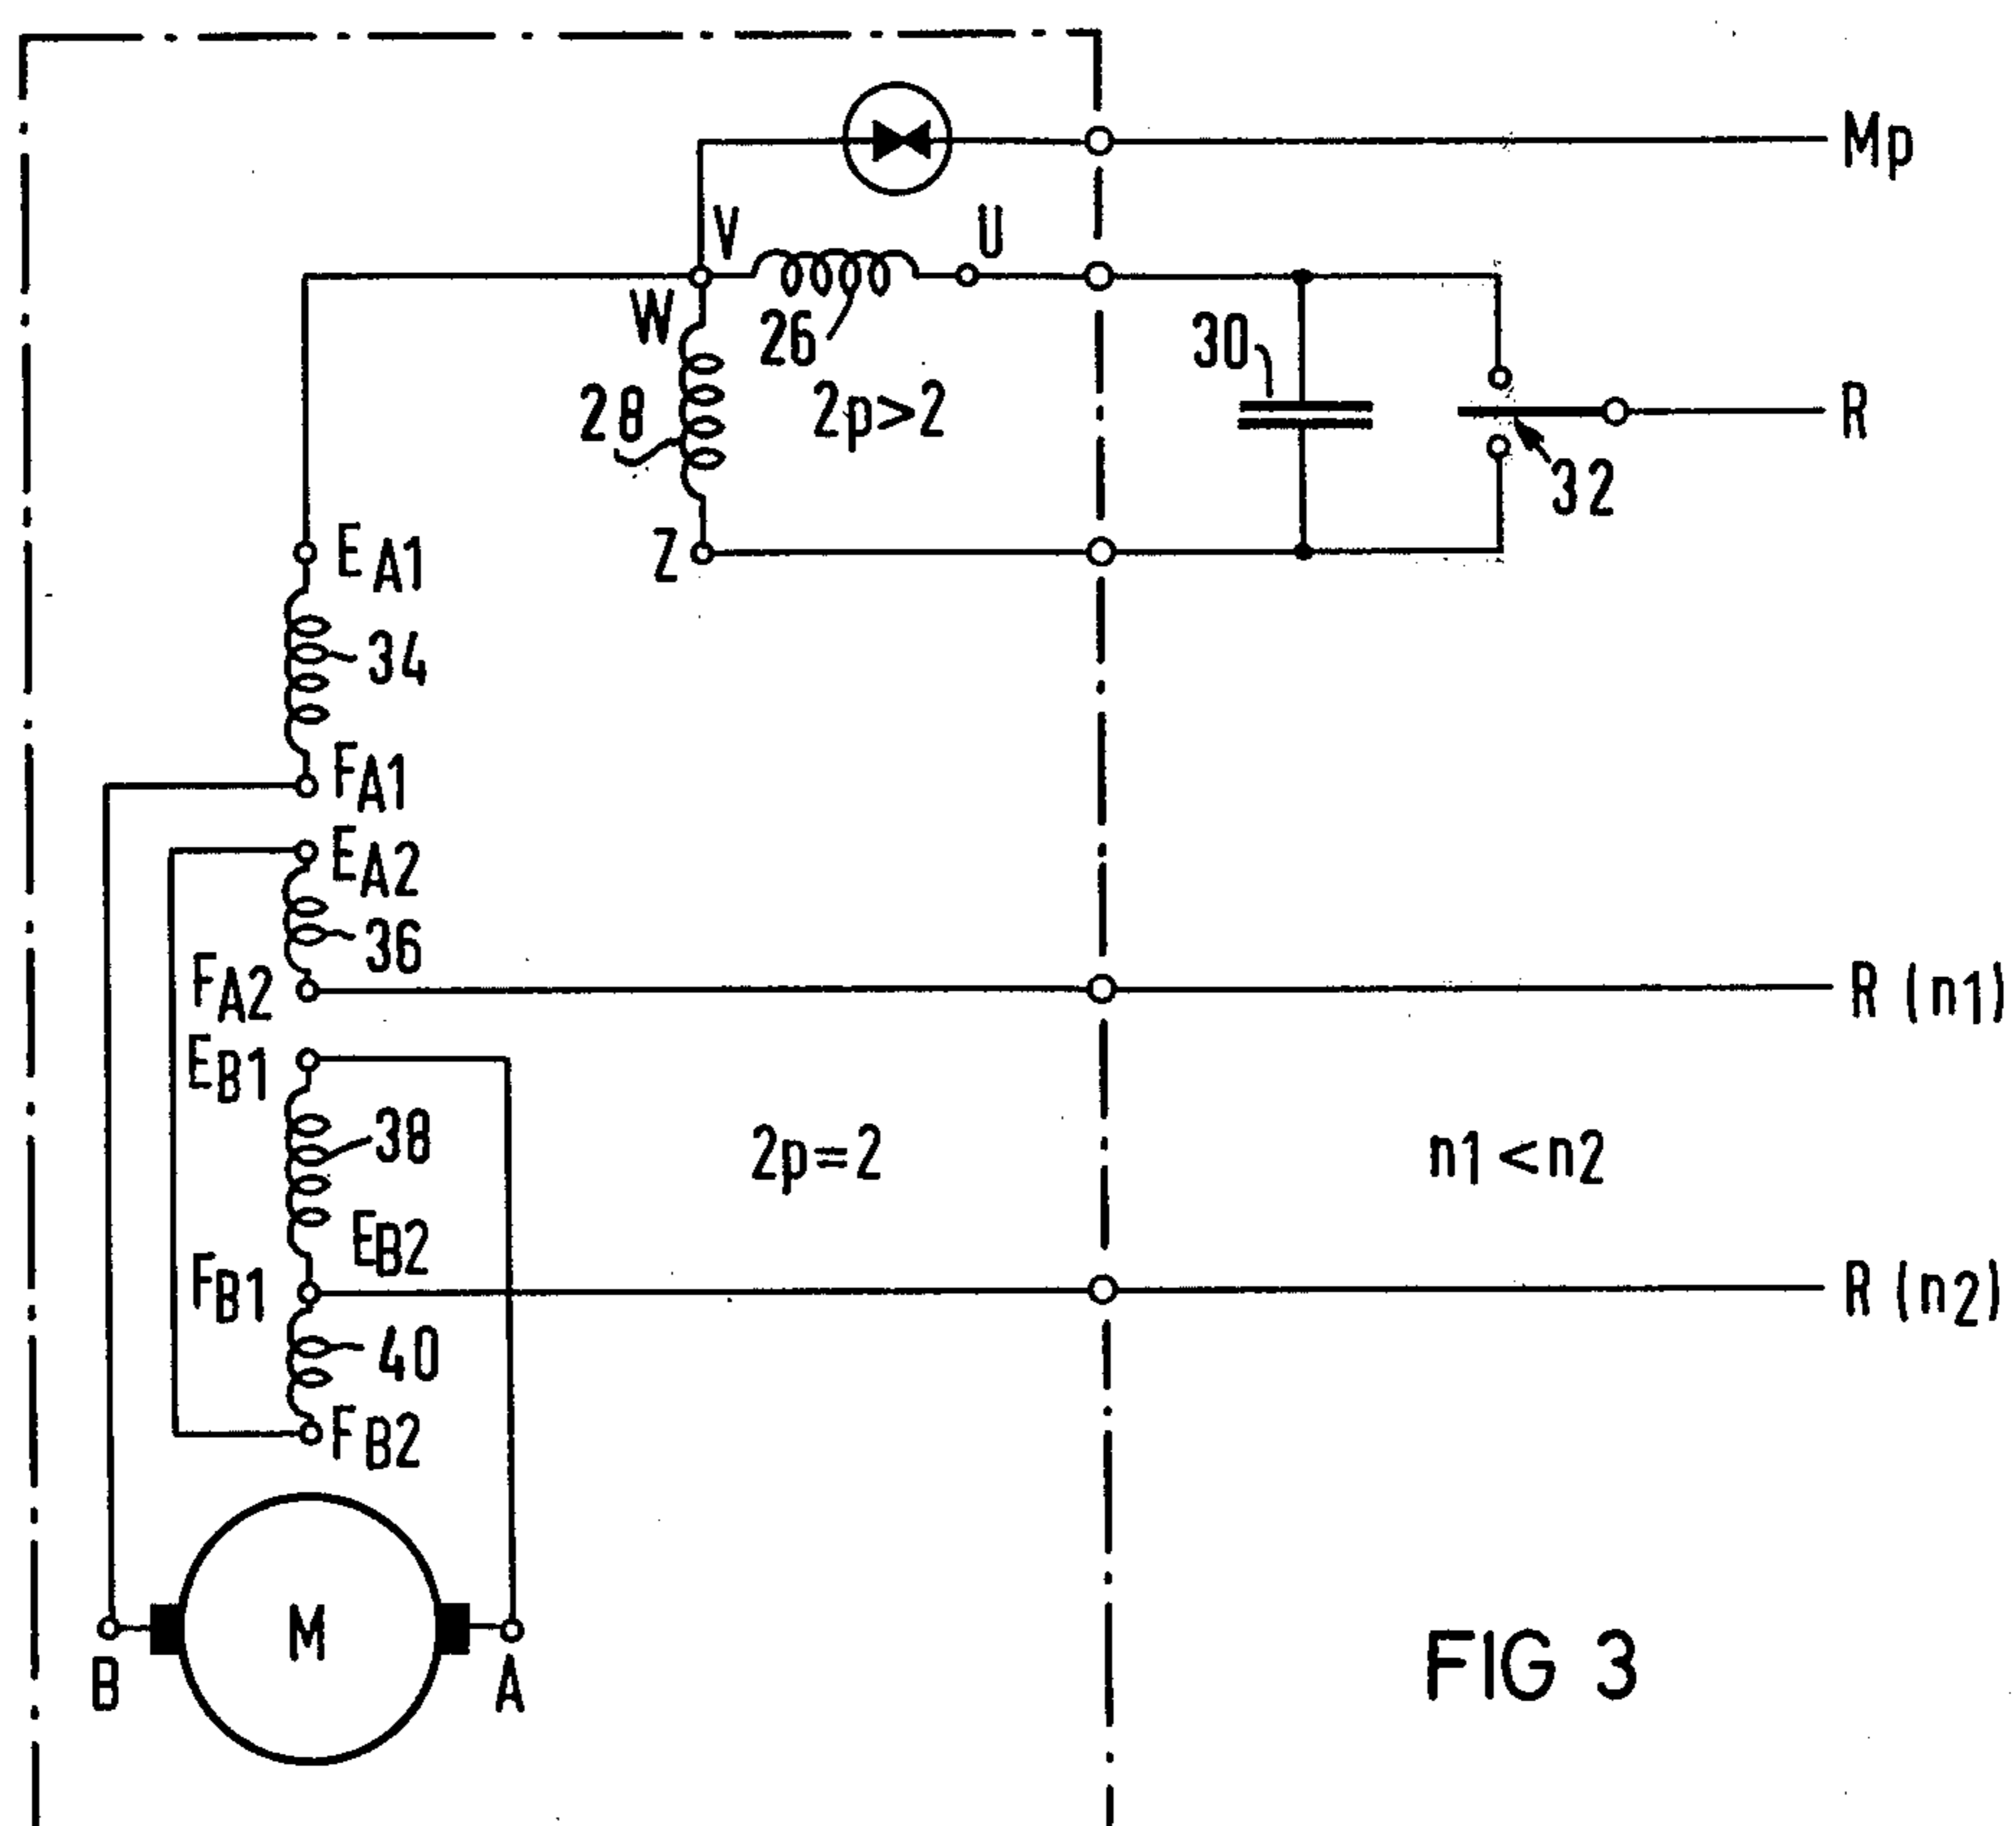 Mp
V
U
W
26
30
28
2p>2
R
32
Z
EA1
34
FA1
EA2
36
FA2
R (n1)
EB1
38
2p=2
n1<n2
EB2
FB1
R (n2)
40
FB2
M
B
A
FIG 3